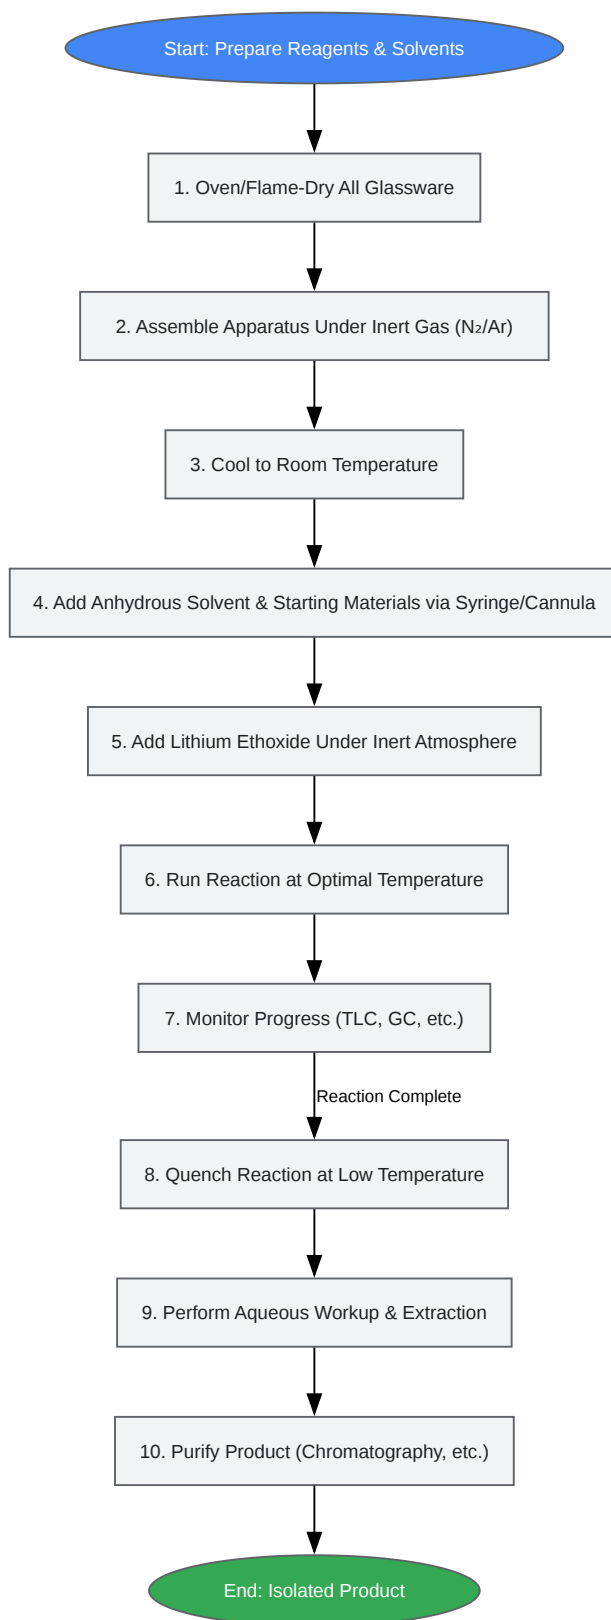 Start: Prepare Reagents & Solvents
1. Oven/Flame-Dry All Glassware
2. Assemble Apparatus Under Inert Gas (N₂/Ar)
3. Cool to Room Temperature
4. Add Anhydrous Solvent & Starting Materials via Syringe/Cannula
5. Add Lithium Ethoxide Under Inert Atmosphere
6. Run Reaction at Optimal Temperature
7. Monitor Progress (TLC, GC, etc.)
Reaction Complete
8. Quench Reaction at Low Temperature
9. Perform Aqueous Workup & Extraction
10. Purify Product (Chromatography, etc.)
End: Isolated Product